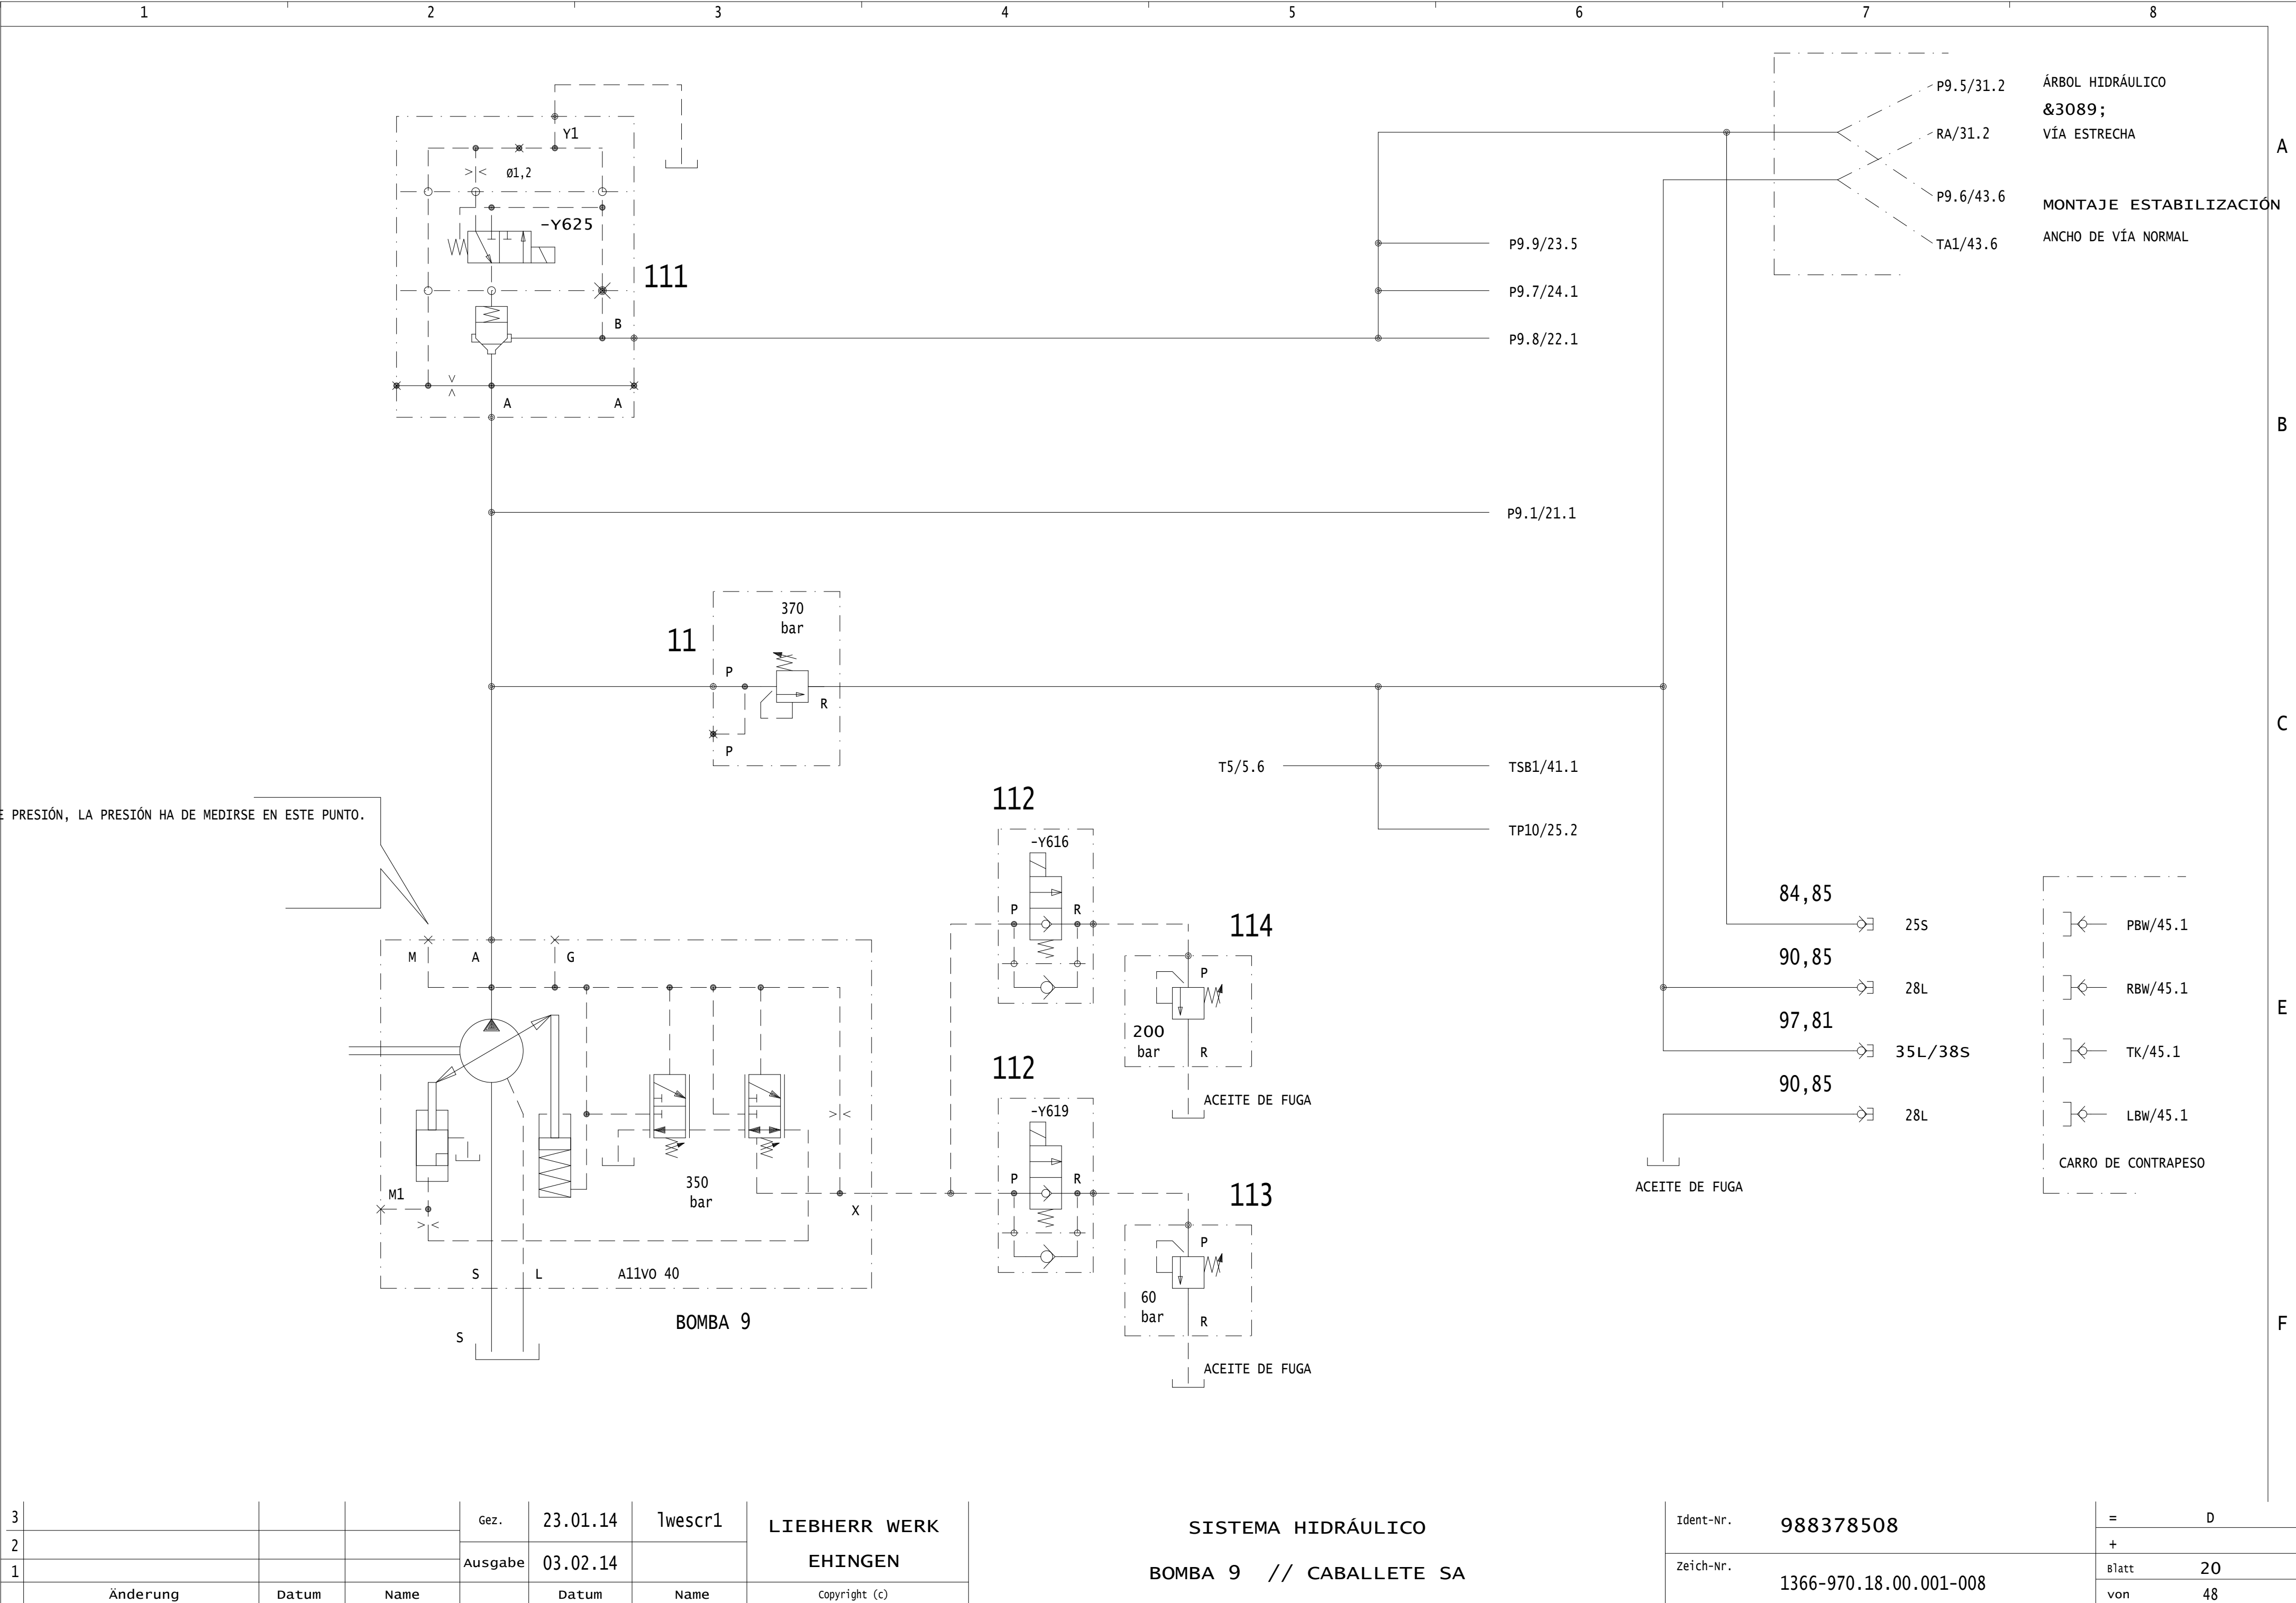 1 2 3 4 5 6 7 8
P9.5/31.2 ÁRBOL HIDRÁULICO
&3089;
RA/31.2 VÍA ESTRECHA
P9.6/43.6 MONTAJE ESTABILIZACIÓN
TA1/43.6 ANCHO DE VÍA NORMAL
A
Y1
Ø1,2
-Y625
111
B
A A
P9.9/23.5
P9.7/24.1
P9.8/22.1
B
P9.1/21.1
370
bar
11
P
R
P
C
T5/5.6 TSB1/41.1
TP10/25.2
PRESIÓN, LA PRESIÓN HA DE MEDIRSE EN ESTE PUNTO.
112
-Y616
P R
114
P
200
bar
R
ACEITE DE FUGA
84,85
25S PBW/45.1
90,85
28L RBW/45.1
97,81
35L/38S TK/45.1
90,85
28L LBW/45.1
CARRO DE CONTRAPESO
ACEITE DE FUGA
E
M A G
M1
350
bar
X
S L A11VO 40
BOMBA 9
S
112
-Y619
P R
113
P
60
bar
R
ACEITE DE FUGA
F
3
2
1
Änderung Datum Name
Gez. 23.01.14 lwescr1
Ausgabe 03.02.14
Datum Name
LIEBHERR WERK
EHINGEN
Copyright (c)
SISTEMA HIDRÁULICO
BOMBA 9 // CABALLETE SA
Ident-Nr. 988378508
Zeich-Nr. 1366-970.18.00.001-008
= D
+
Blatt 20
von 48